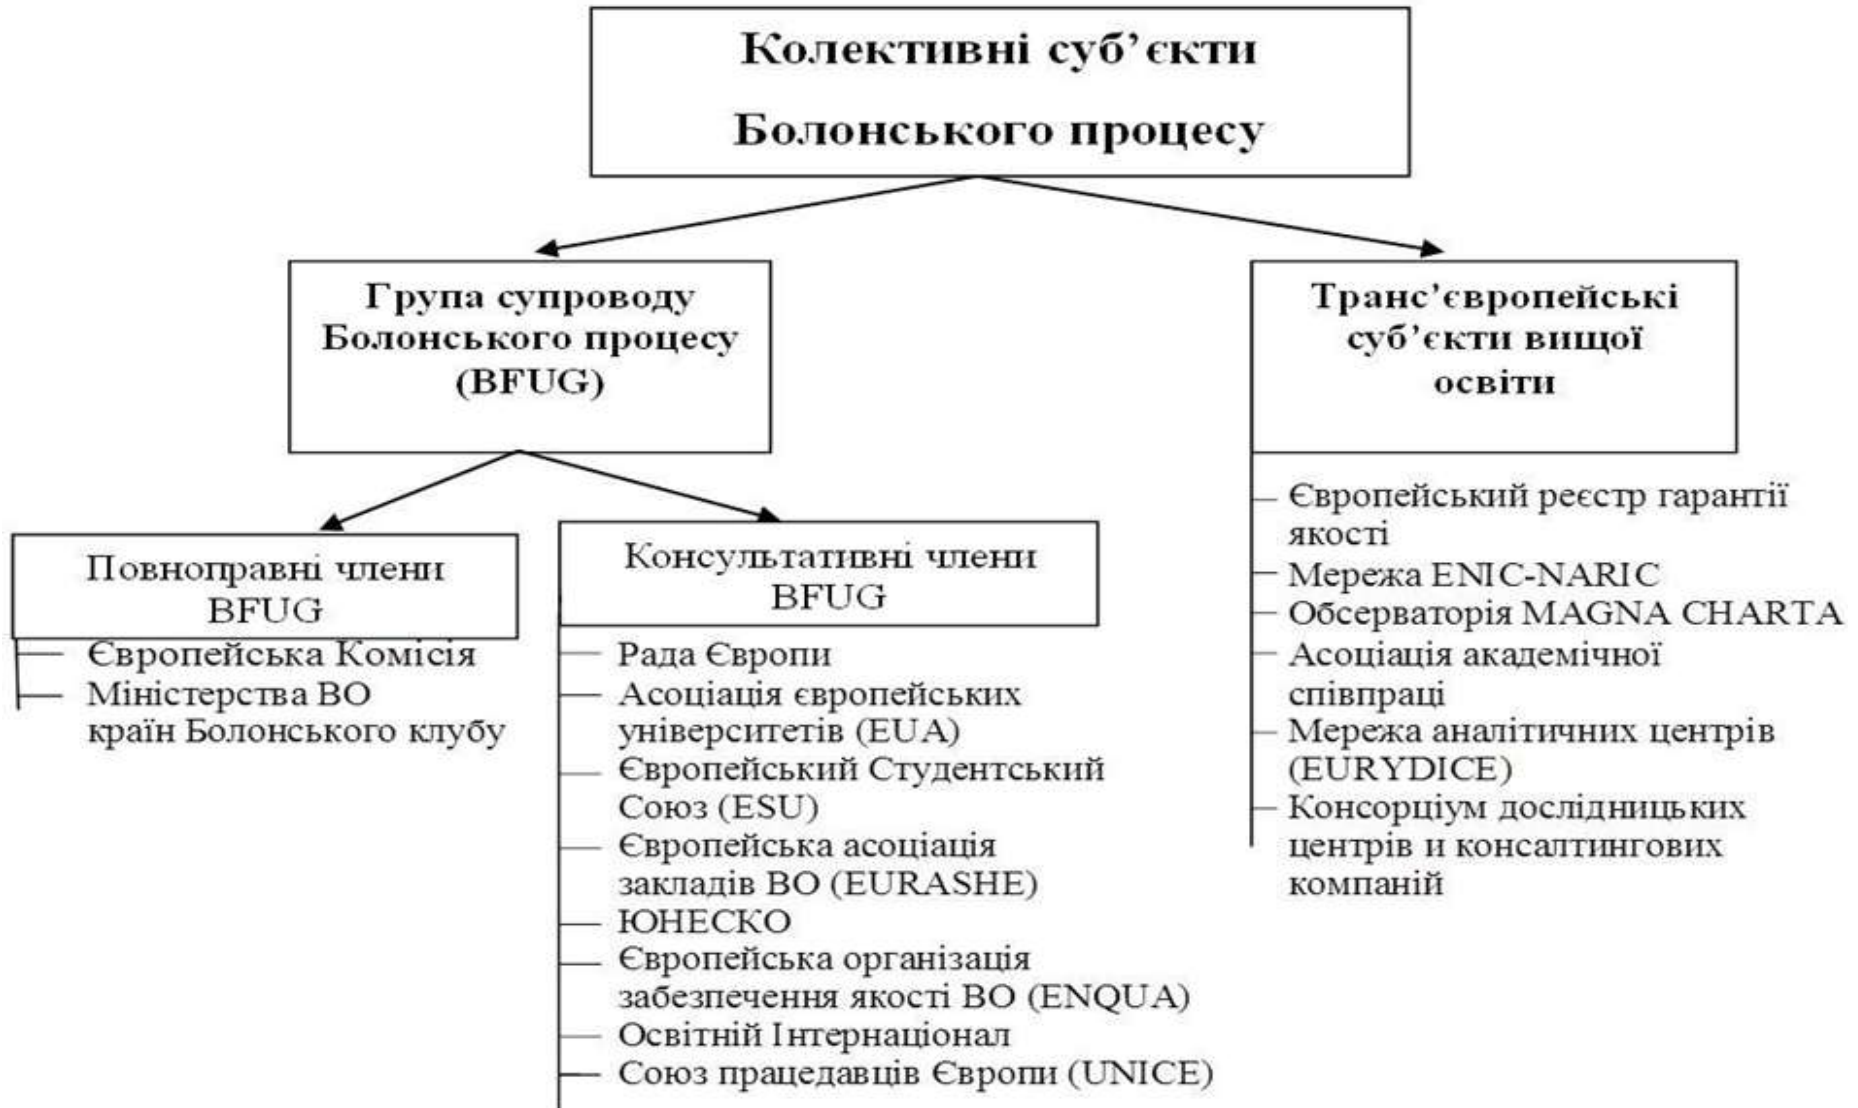 Колективні суб’єкти
Болонського процесу
Група супроводу
Болонського процесу
(BFUG)
Транс’європейські
суб’єкти вищої
освіти
Повноправні члени
BFUG
Європейська Комісія
Міністерства ВО
країн Болонського клубу
Консультативні члени
BFUG
Рада Європи
Асоціація європейських
університетів (EUA)
Європейський Студентський
Союз (ESU)
Європейська асоціація
закладів ВО (EURASHE)
ЮНЕСКО
Європейська організація
забезпечення якості ВО (ENQUA)
Освітній Інтернаціонал
Союз працедавців Європи (UNICE)
Європейський реєстр гарантії
якості
Мережа ENIC-NARIC
Обсерваторія MAGNA CHARTA
Асоціація академічної
співпраці
Мережа аналітичних центрів
(EURYDICE)
Консорціум дослідницьких
центрів и консалтингових
компаній